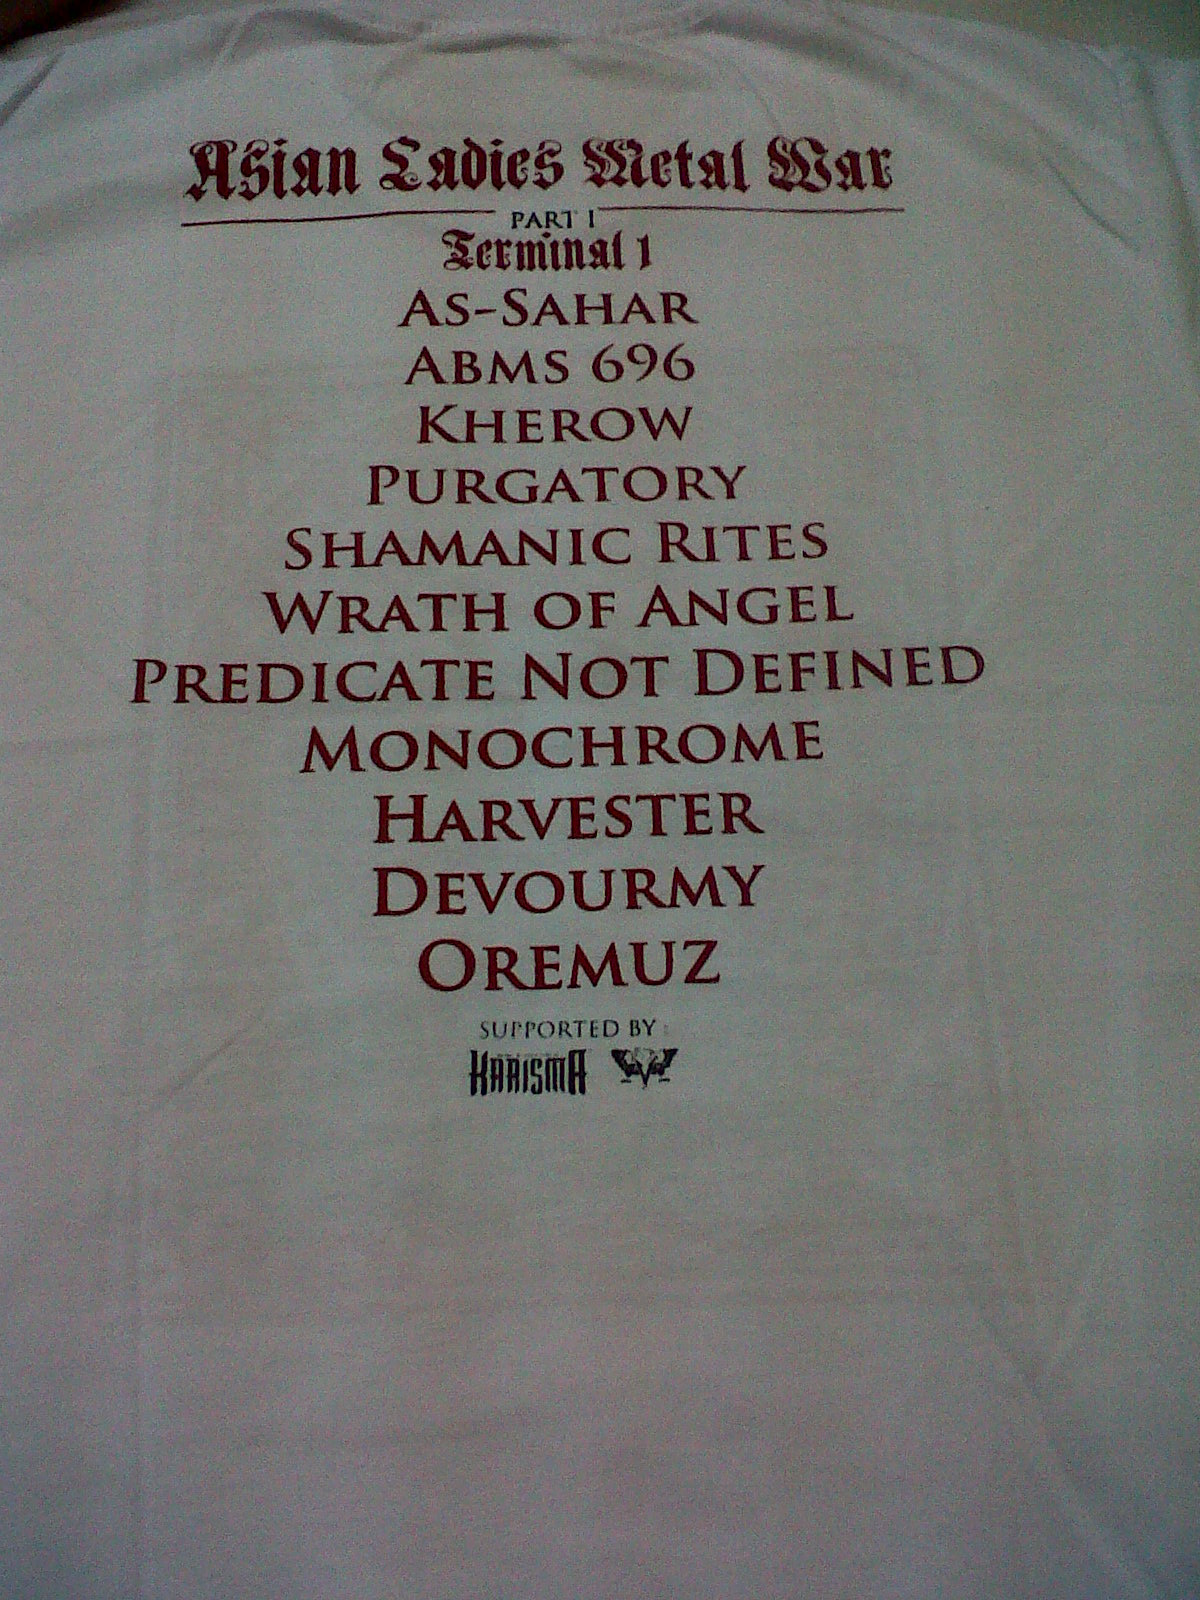 Asian Ladies Metal War
PART I
Terminal 1
AS-SAHAR
ABMS 696
KHEROW
PURGATORY
SHAMANIC RITES
WRATH OF ANGEL
PREDICATE NOT DEFINED
MONOCHROME
HARVESTER
DEVOURMY
OREMUZ
SUPPORTED BY :
KARISMA